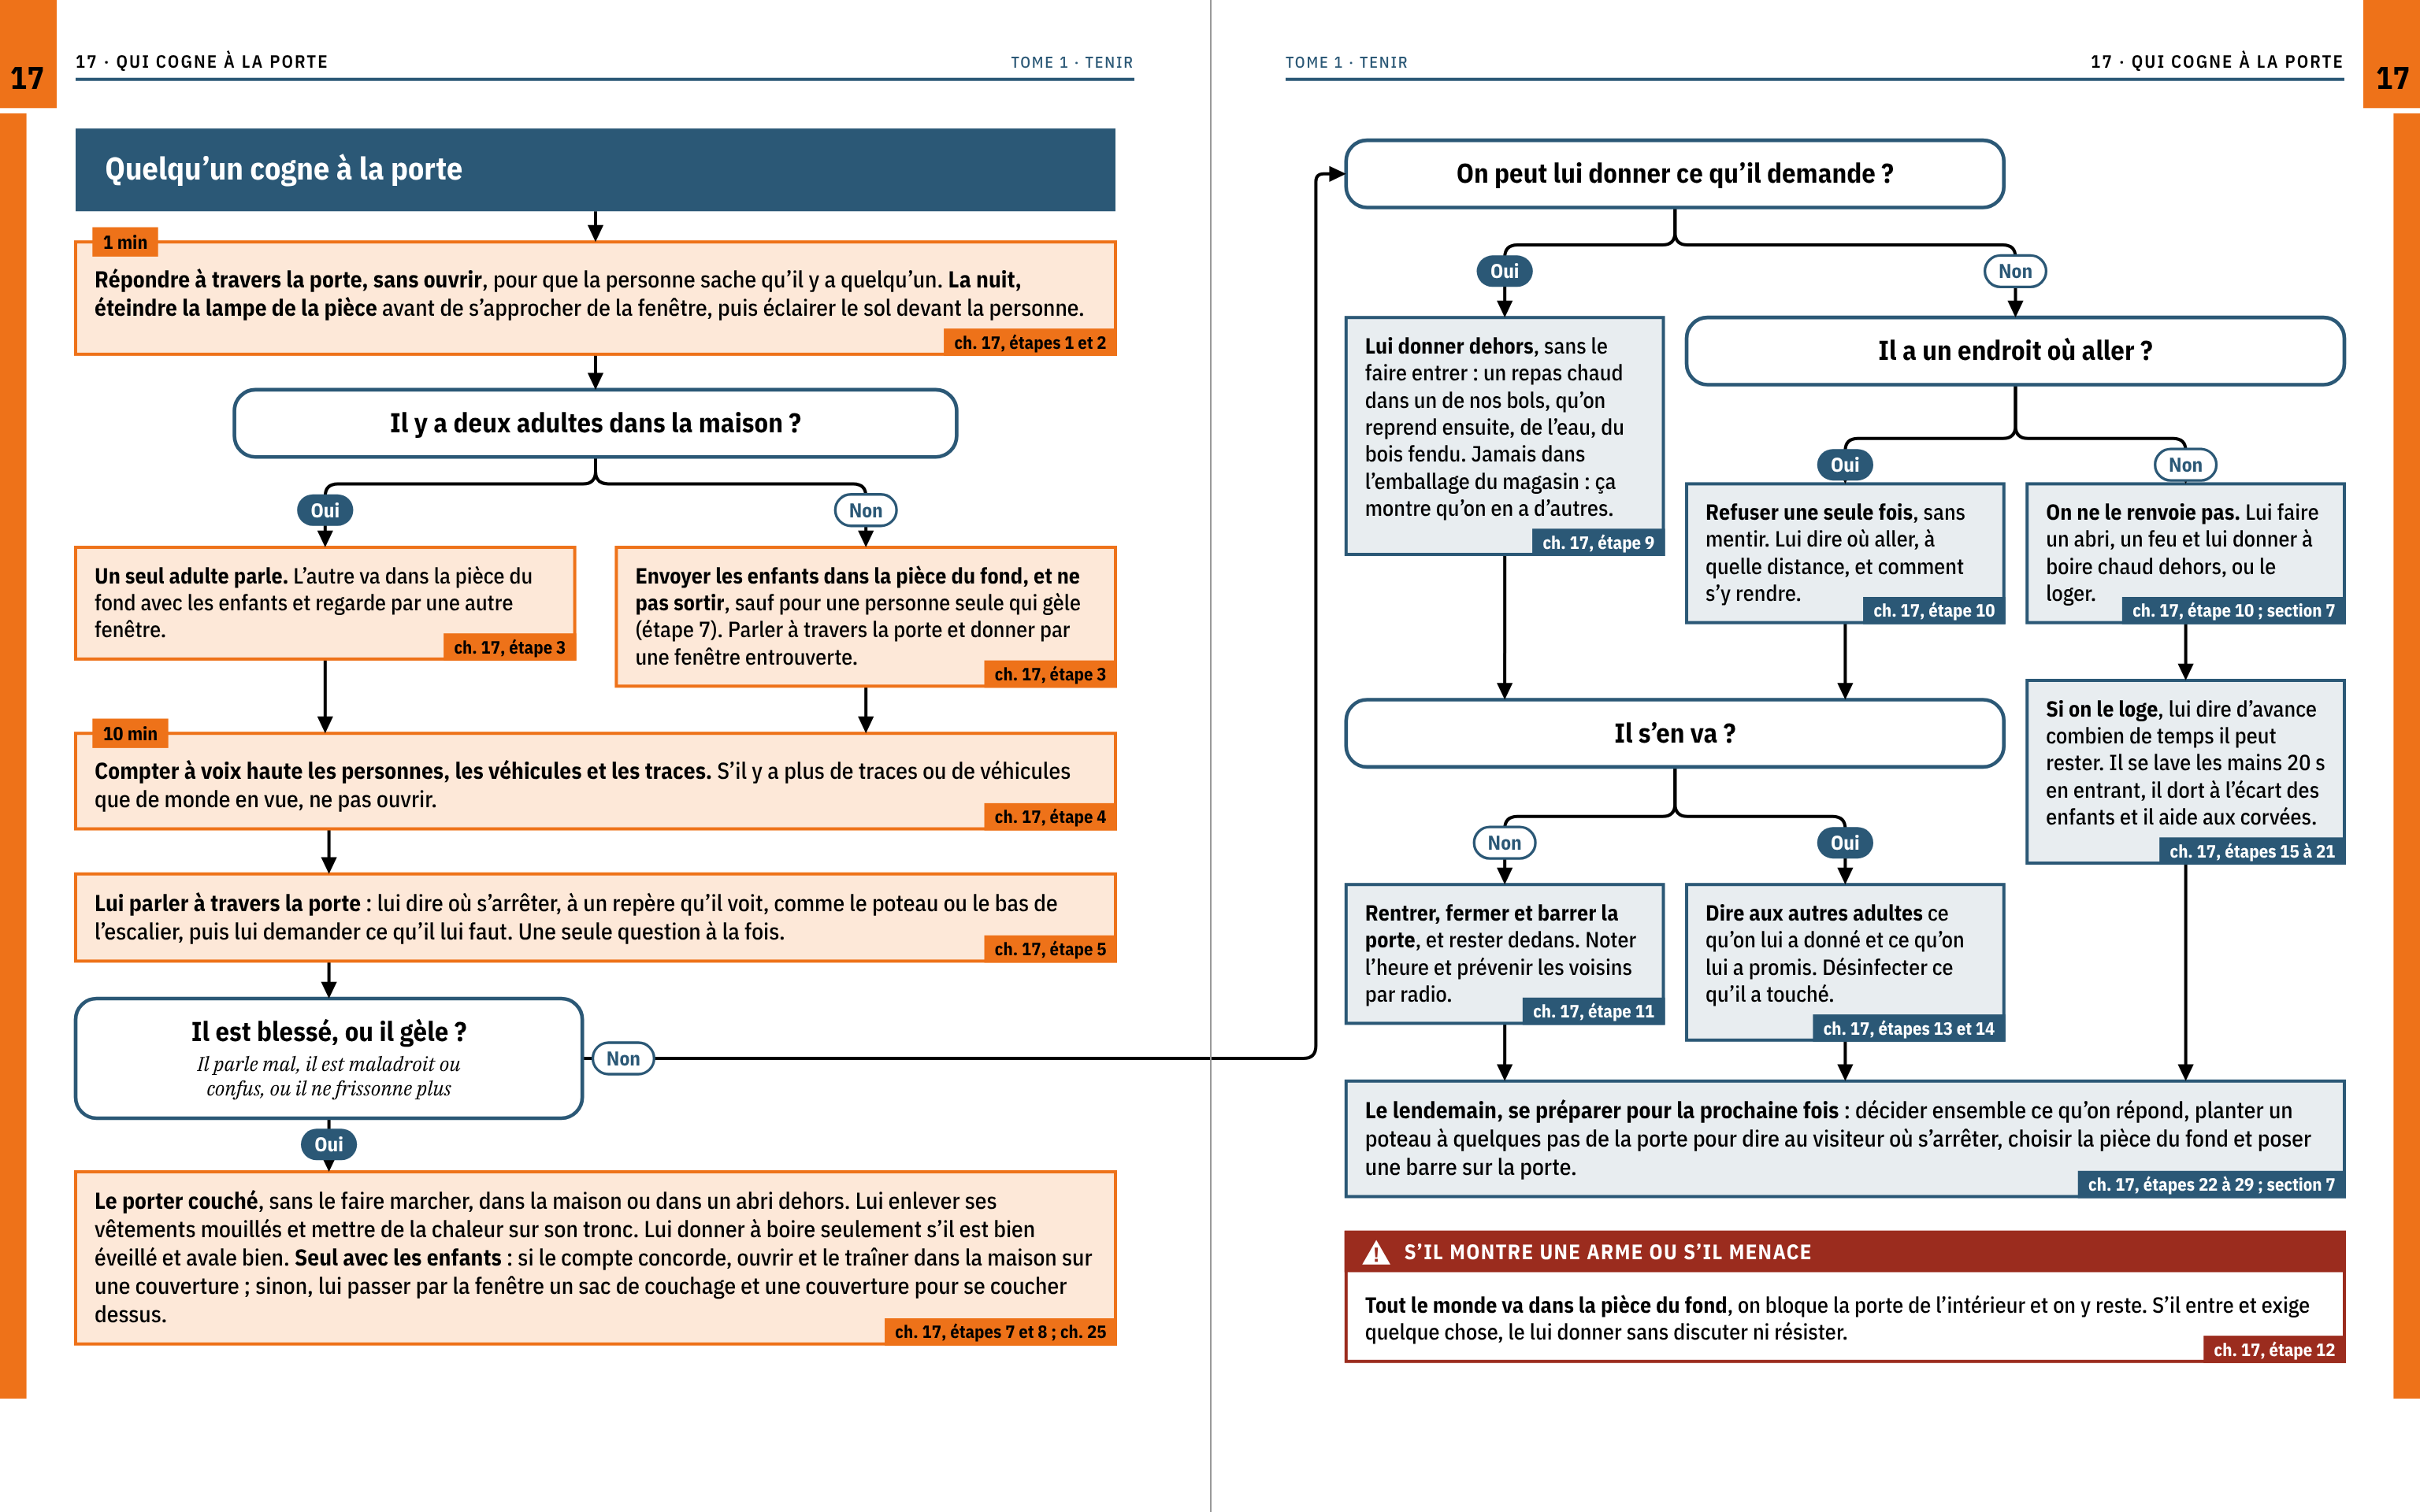 17
17 · QUI COGNE À LA PORTE
TOME 1 · TENIR
Quelqu’un cogne à la porte
1 min
Répondre à travers la porte, sans ouvrir, pour que la personne sache qu’il y a quelqu’un. La nuit,
éteindre la lampe de la pièce avant de s’approcher de la fenêtre, puis éclairer le sol devant la personne.
ch. 17, étapes 1 et 2
Il y a deux adultes dans la maison ?
Oui
Non
Un seul adulte parle. L’autre va dans la pièce du
fond avec les enfants et regarde par une autre
fenêtre.
ch. 17, étape 3
Envoyer les enfants dans la pièce du fond, et ne
pas sortir, sauf pour une personne seule qui gèle
(étape 7). Parler à travers la porte et donner par
une fenêtre entrouverte.
ch. 17, étape 3
10 min
Compter à voix haute les personnes, les véhicules et les traces. S’il y a plus de traces ou de véhicules
que de monde en vue, ne pas ouvrir.
ch. 17, étape 4
Lui parler à travers la porte : lui dire où s’arrêter, à un repère qu’il voit, comme le poteau ou le bas de
l’escalier, puis lui demander ce qu’il lui faut. Une seule question à la fois.
ch. 17, étape 5
Il est blessé, ou il gèle ?
Il parle mal, il est maladroit ou
confus, ou il ne frissonne plus
Non
Oui
Le porter couché, sans le faire marcher, dans la maison ou dans un abri dehors. Lui enlever ses
vêtements mouillés et mettre de la chaleur sur son tronc. Lui donner à boire seulement s’il est bien
éveillé et avale bien. Seul avec les enfants : si le compte concorde, ouvrir et le traîner dans la maison sur
une couverture ; sinon, lui passer par la fenêtre un sac de couchage et une couverture pour se coucher
dessus.
ch. 17, étapes 7 et 8 ; ch. 25
TOME 1 · TENIR
17 · QUI COGNE À LA PORTE
17
On peut lui donner ce qu’il demande ?
Oui
Non
Lui donner dehors, sans le
faire entrer : un repas chaud
dans un de nos bols, qu’on
reprend ensuite, de l’eau, du
bois fendu. Jamais dans
l’emballage du magasin : ça
montre qu’on en a d’autres.
ch. 17, étape 9
Il a un endroit où aller ?
Oui
Non
Refuser une seule fois, sans
mentir. Lui dire où aller, à
quelle distance, et comment
s’y rendre.
ch. 17, étape 10
On ne le renvoie pas. Lui faire
un abri, un feu et lui donner à
boire chaud dehors, ou le
loger.
ch. 17, étape 10 ; section 7
Si on le loge, lui dire d’avance
combien de temps il peut
rester. Il se lave les mains 20 s
en entrant, il dort à l’écart des
enfants et il aide aux corvées.
ch. 17, étapes 15 à 21
Il s’en va ?
Non
Oui
Rentrer, fermer et barrer la
porte, et rester dedans. Noter
l’heure et prévenir les voisins
par radio.
ch. 17, étape 11
Dire aux autres adultes ce
qu’on lui a donné et ce qu’on
lui a promis. Désinfecter ce
qu’il a touché.
ch. 17, étapes 13 et 14
Le lendemain, se préparer pour la prochaine fois : décider ensemble ce qu’on répond, planter un
poteau à quelques pas de la porte pour dire au visiteur où s’arrêter, choisir la pièce du fond et poser
une barre sur la porte.
ch. 17, étapes 22 à 29 ; section 7
S’IL MONTRE UNE ARME OU S’IL MENACE
Tout le monde va dans la pièce du fond, on bloque la porte de l’intérieur et on y reste. S’il entre et exige
quelque chose, le lui donner sans discuter ni résister.
ch. 17, étape 12